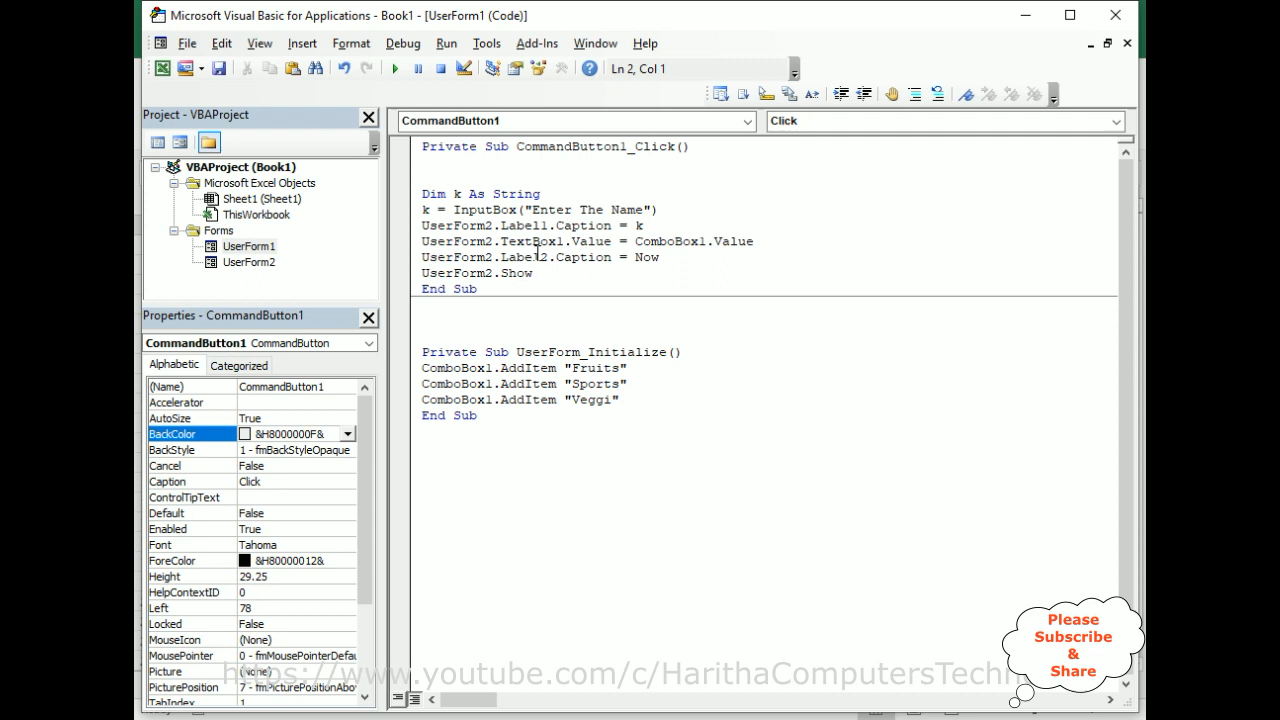 Microsoft Visual Basic for Applications - Book1 - [UserForm1 (Code)]
File Edit View Insert Format Debug Run Tools Add-Ins Window Help
Ln 2, Col 1
Project - VBAProject
VBAProject (Book1)
Microsoft Excel Objects
Sheet1 (Sheet1)
ThisWorkbook
Forms
UserForm1
UserForm2
Properties - CommandButton1
CommandButton1 CommandButton
Alphabetic Categorized
(Name) CommandButton1
Accelerator
AutoSize True
BackColor &H8000000F&
BackStyle 1 - fmBackStyleOpaque
Cancel False
Caption Click
ControlTipText
Default False
Enabled True
Font Tahoma
ForeColor &H80000012&
Height 29.25
HelpContextID 0
Left 78
Locked False
MouseIcon (None)
MousePointer 0 - fmMousePointerDefau
Picture (None)
PicturePosition 7 - fmPicturePositionAbov
TabIndex 1
CommandButton1 Click
Private Sub CommandButton1_Click()
Dim k As String
k = InputBox("Enter The Name")
UserForm2.Label1.Caption = k
UserForm2.TextBox1.Value = ComboBox1.Value
UserForm2.Label2.Caption = Now
UserForm2.Show
End Sub
Private Sub UserForm_Initialize()
ComboBox1.AddItem "Fruits"
ComboBox1.AddItem "Sports"
ComboBox1.AddItem "Veggi"
End Sub
Please
Subscribe
&
Share
https://www.youtube.com/c/HarithaComputersTechn